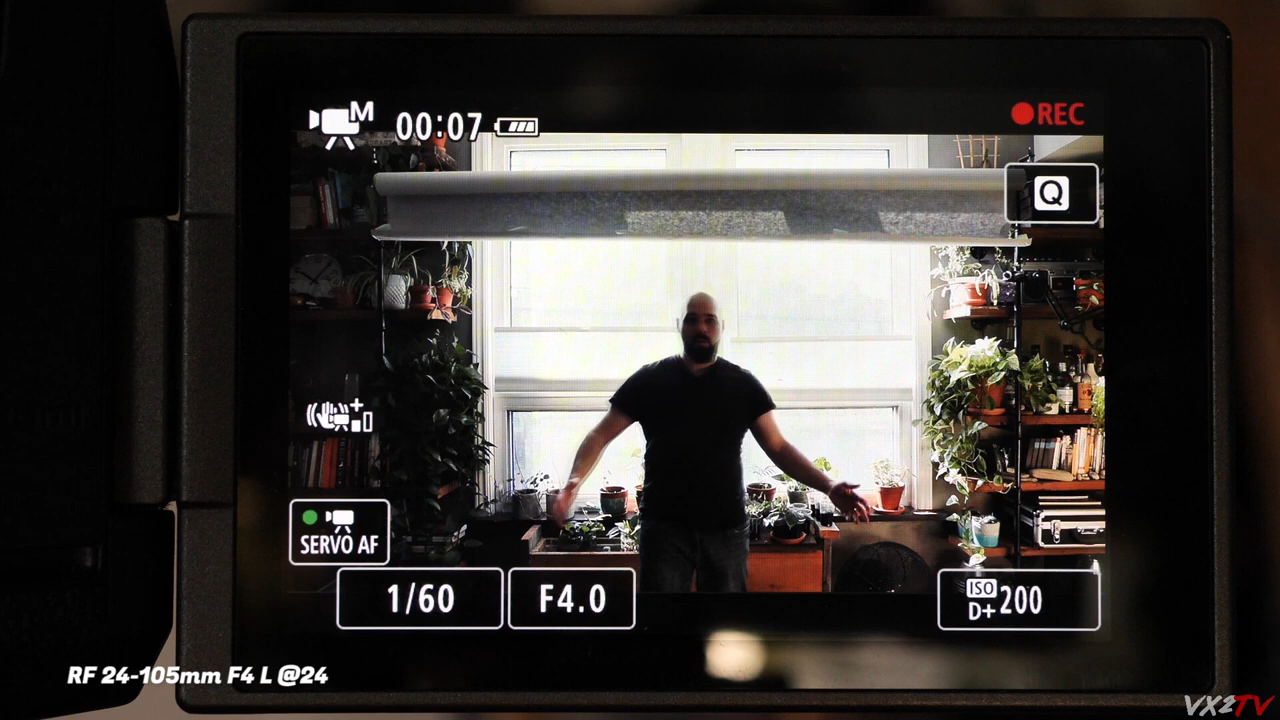 M 00:07
REC
Q
SERVO AF
1/60
F4.0
ISO D+ 200
RF 24-105mm F4 L @24
VX2TV